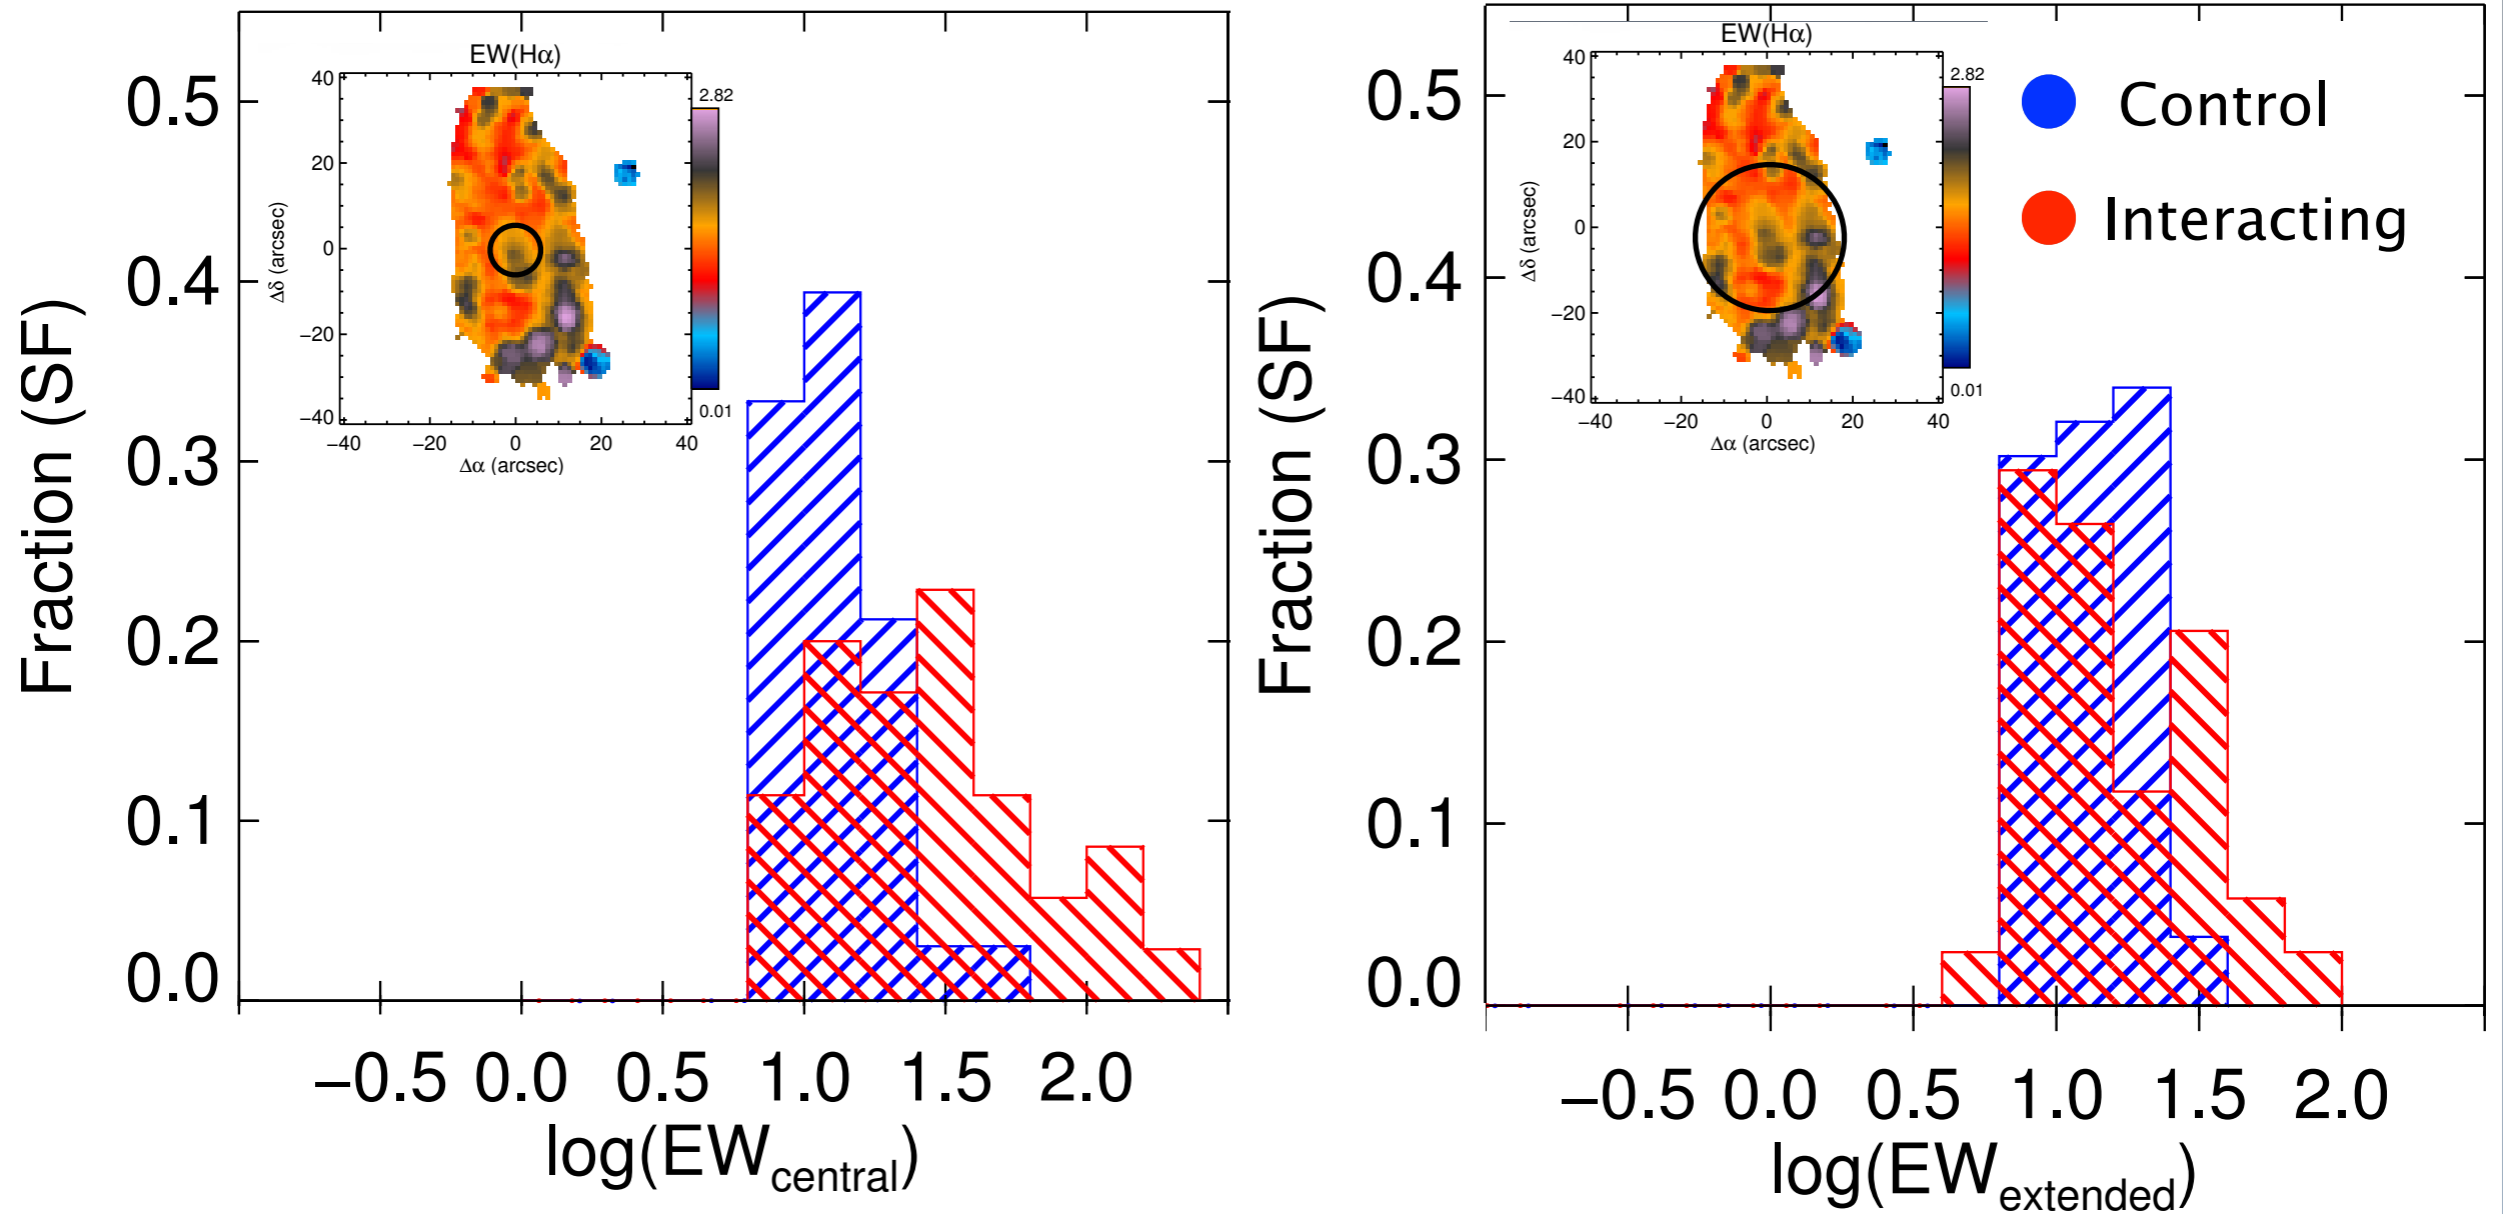 EW(Hα)
40
20
0
−20
−40
−40 −20 0 20 40
Δα (arcsec)
Δδ (arcsec)
2.82
0.01
0.5
0.4
0.3
0.2
0.1
0.0
Fraction (SF)
−0.5 0.0 0.5 1.0 1.5 2.0
log(EWcentral)
EW(Hα)
40
20
0
−20
−40
−40 −20 0 20 40
Δα (arcsec)
Δδ (arcsec)
2.82
0.01
Control
Interacting
0.5
0.4
0.3
0.2
0.1
0.0
Fraction (SF)
−0.5 0.0 0.5 1.0 1.5 2.0
log(EWextended)